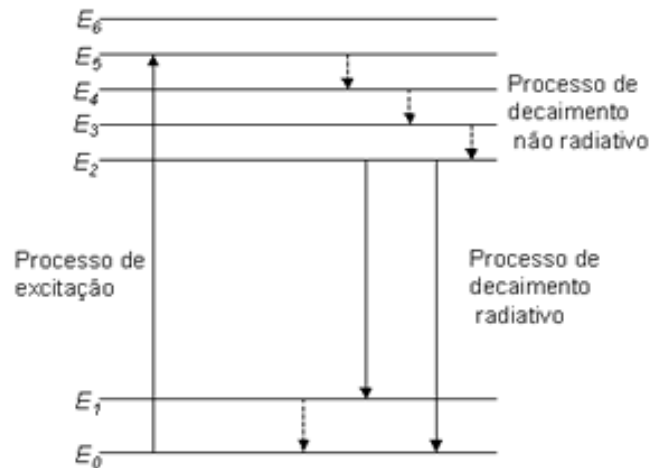 E6
E5
E4
E3
E2
Processo de
decaimento
não radiativo
Processo de
excitação
Processo de
decaimento
radiativo
E1
E0